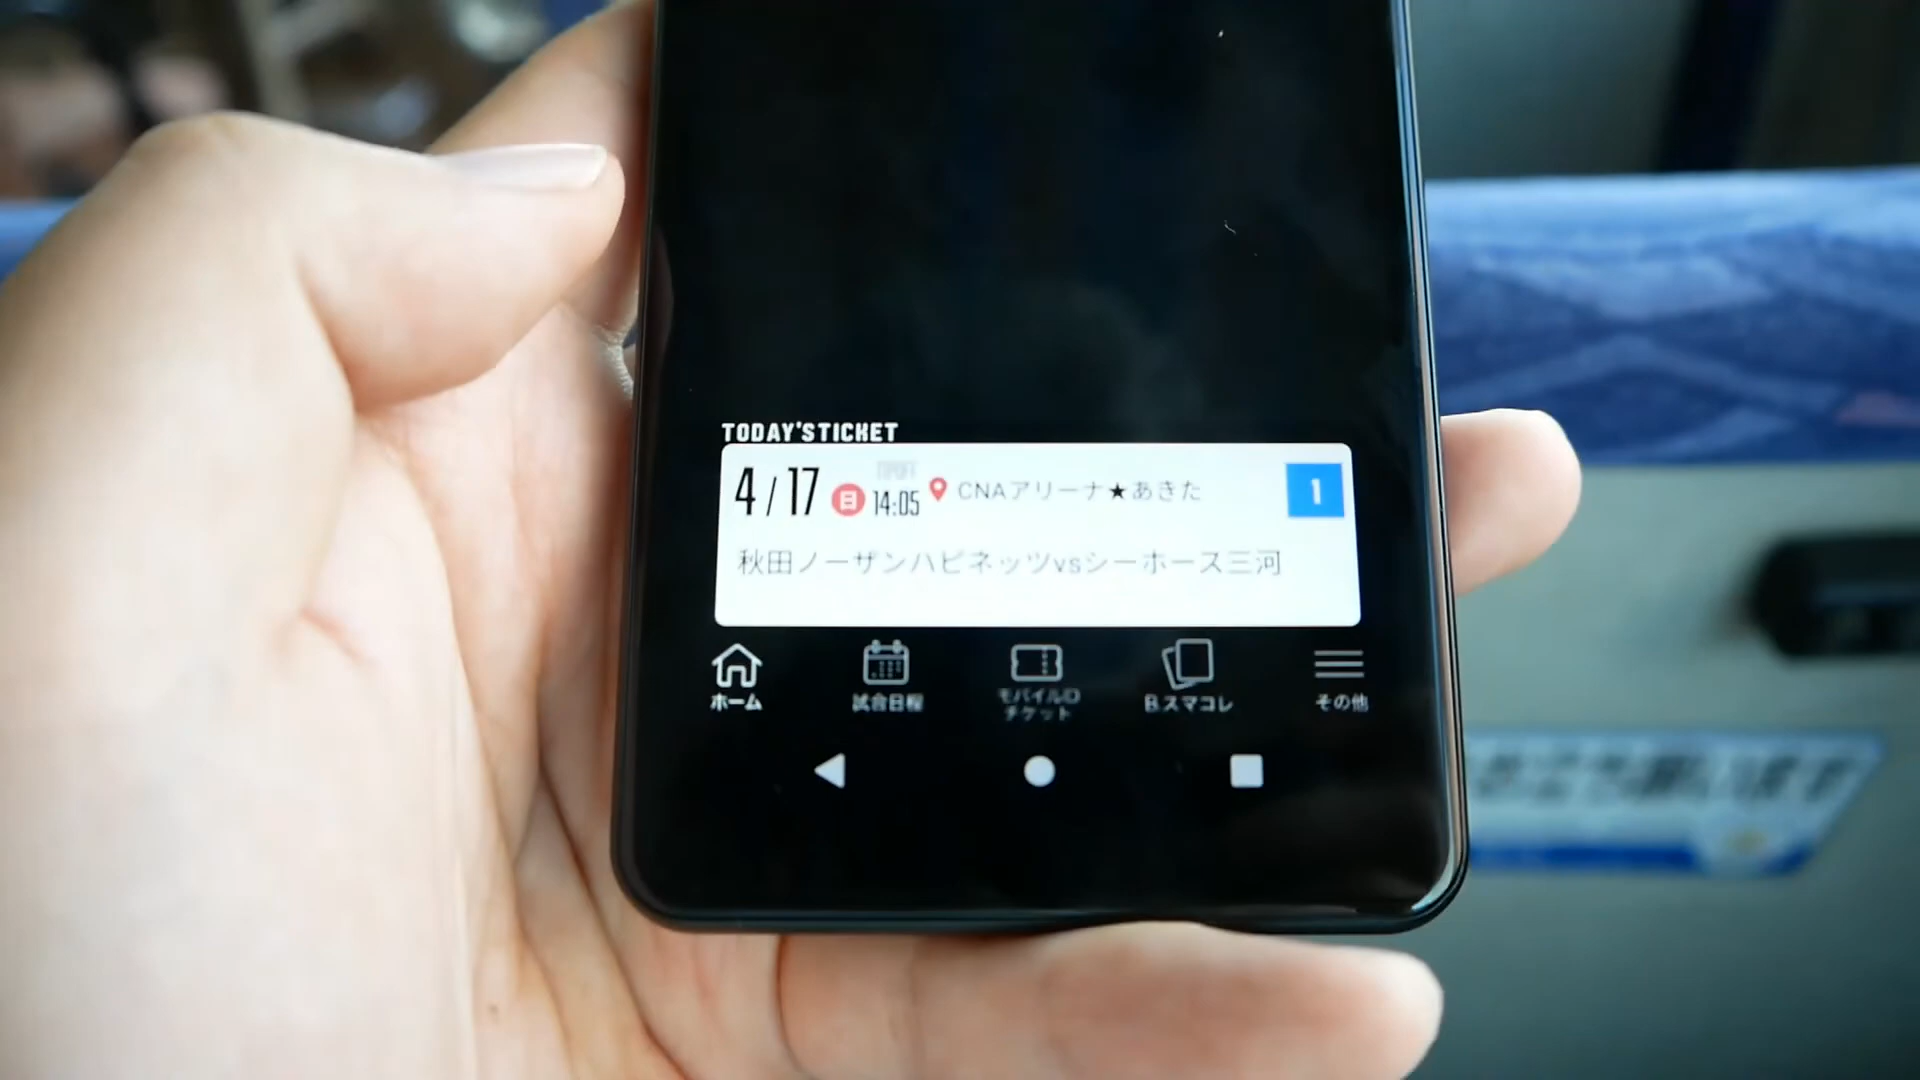 TODAY'S TICKET
4/17 日 14:05 CNAアリーナ★あきた 1
秋田ノーザンハピネッツvsシーホース三河
ホーム 試合日程 モバイルID チケット B.スマコレ その他